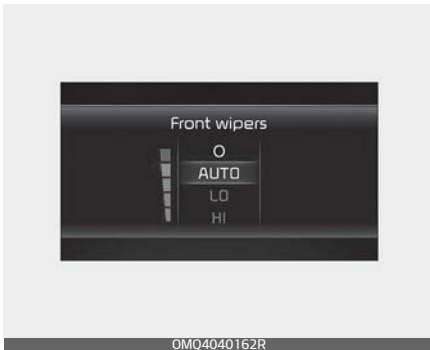 Front wipers
O
AUTO
LO
HI
OMQ4040162R